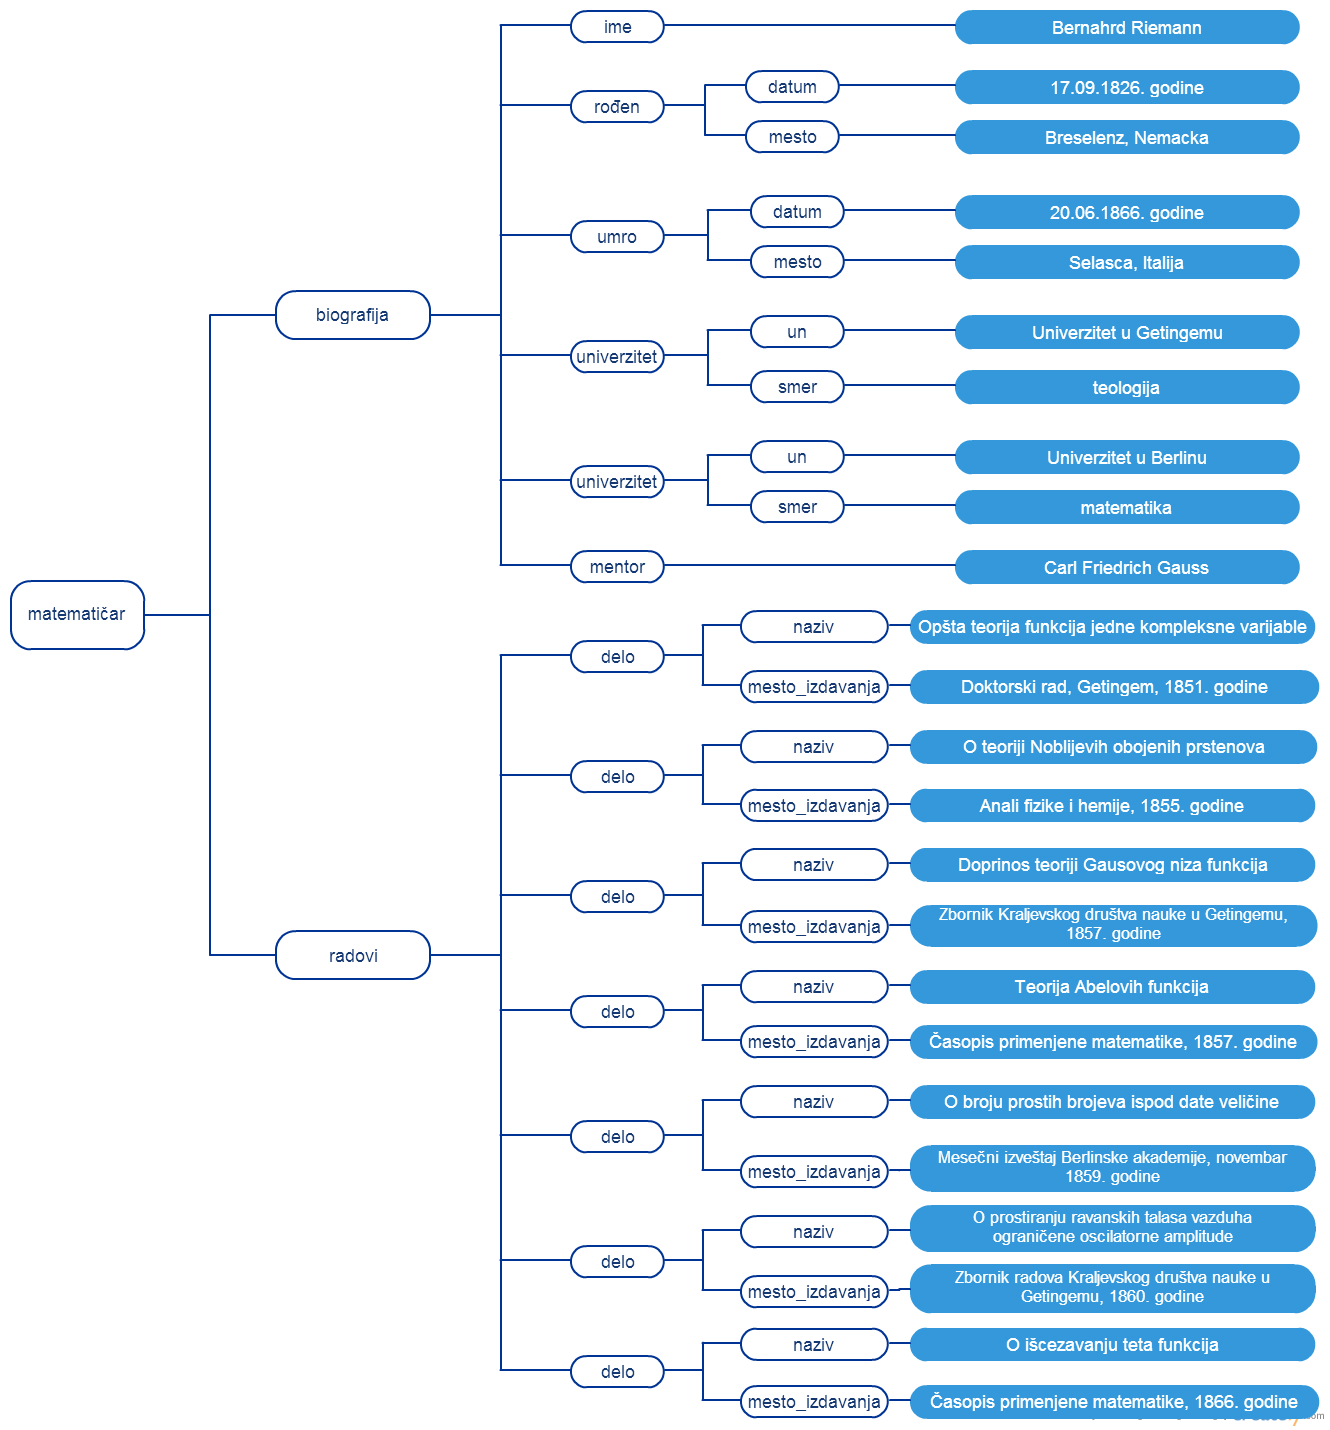 ime
Bernahrd Riemann
rođen
datum
17.09.1826. godine
mesto
Breselenz, Nemacka
umro
datum
20.06.1866. godine
mesto
Selasca, Italija
biografija
univerzitet
un
Univerzitet u Getingemu
smer
teologija
univerzitet
un
Univerzitet u Berlinu
smer
matematika
mentor
Carl Friedrich Gauss
matematičar
delo
naziv
Opšta teorija funkcija jedne kompleksne varijable
mesto_izdavanja
Doktorski rad, Getingem, 1851. godine
delo
naziv
O teoriji Noblijevih obojenih prstenova
mesto_izdavanja
Anali fizike i hemije, 1855. godine
delo
naziv
Doprinos teoriji Gausovog niza funkcija
mesto_izdavanja
Zbornik Kraljevskog društva nauke u Getingemu,
1857. godine
radovi
delo
naziv
Teorija Abelovih funkcija
mesto_izdavanja
Časopis primenjene matematike, 1857. godine
delo
naziv
O broju prostih brojeva ispod date veličine
mesto_izdavanja
Mesečni izveštaj Berlinske akademije, novembar
1859. godine
delo
naziv
O prostiranju ravanskih talasa vazduha
ograničene oscilatorne amplitude
mesto_izdavanja
Zbornik radova Kraljevskog društva nauke u
Getingemu, 1860. godine
delo
naziv
O išcezavanju teta funkcija
mesto_izdavanja
Časopis primenjene matematike, 1866. godine
.com